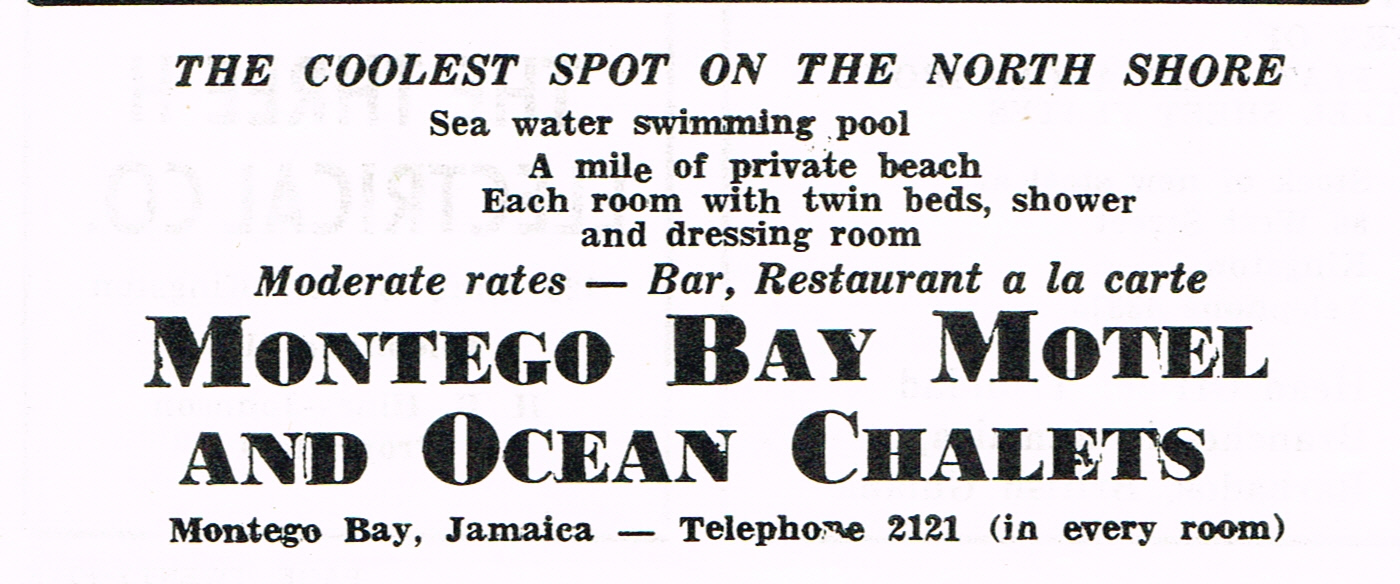 THE COOLEST SPOT ON THE NORTH SHORE
Sea water swimming pool
A mile of private beach
Each room with twin beds, shower
and dressing room
Moderate rates — Bar, Restaurant a la carte
MONTEGO BAY MOTEL
AND OCEAN CHALETS
Montego Bay, Jamaica — Telephone 2121 (in every room)